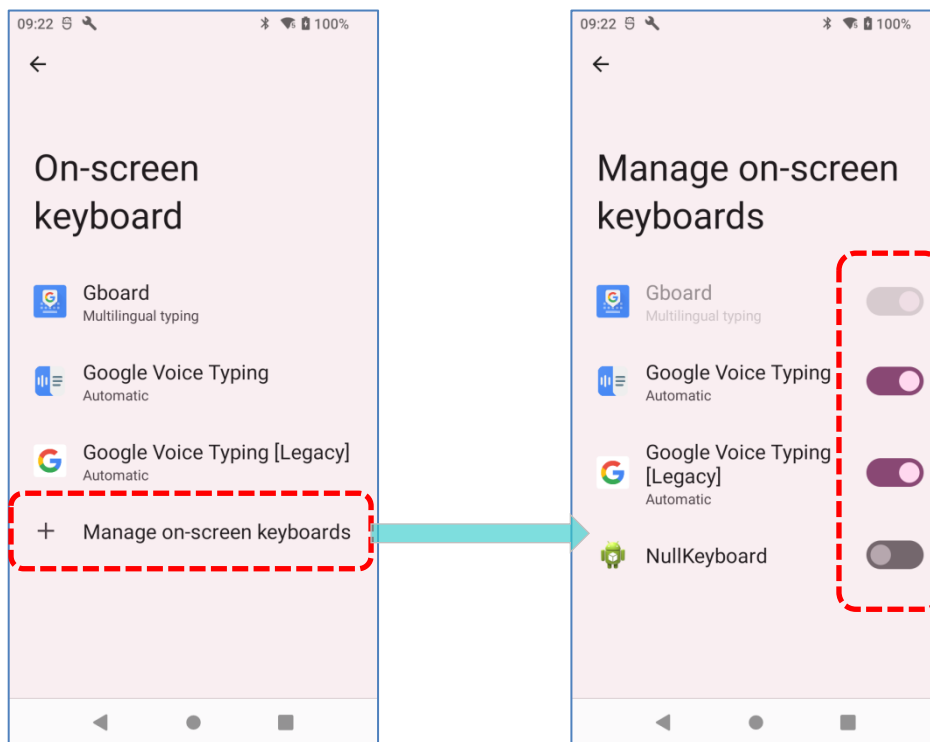 09:22 100%
On-screen
keyboard
Gboard
Multilingual typing
Google Voice Typing
Automatic
Google Voice Typing [Legacy]
Automatic
+ Manage on-screen keyboards
09:22 100%
Manage on-screen
keyboards
Gboard
Multilingual typing
Google Voice Typing
Automatic
Google Voice Typing
[Legacy]
Automatic
NullKeyboard